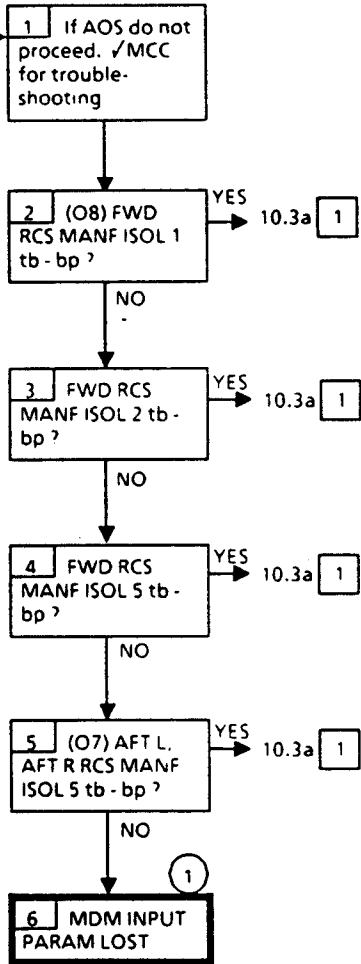 1 If AOS do not
proceed. ✓MCC
for trouble-
shooting
2 (O8) FWD
RCS MANF ISOL 1
tb - bp ?
YES
10.3a 1
NO
3 FWD RCS
MANF ISOL 2 tb -
bp ?
YES
10.3a 1
NO
4 FWD RCS
MANF ISOL 5 tb -
bp ?
YES
10.3a 1
NO
5 (O7) AFT L,
AFT R RCS MANF
ISOL 5 tb - bp ?
YES
10.3a 1
NO
1
6 MDM INPUT
PARAM LOST